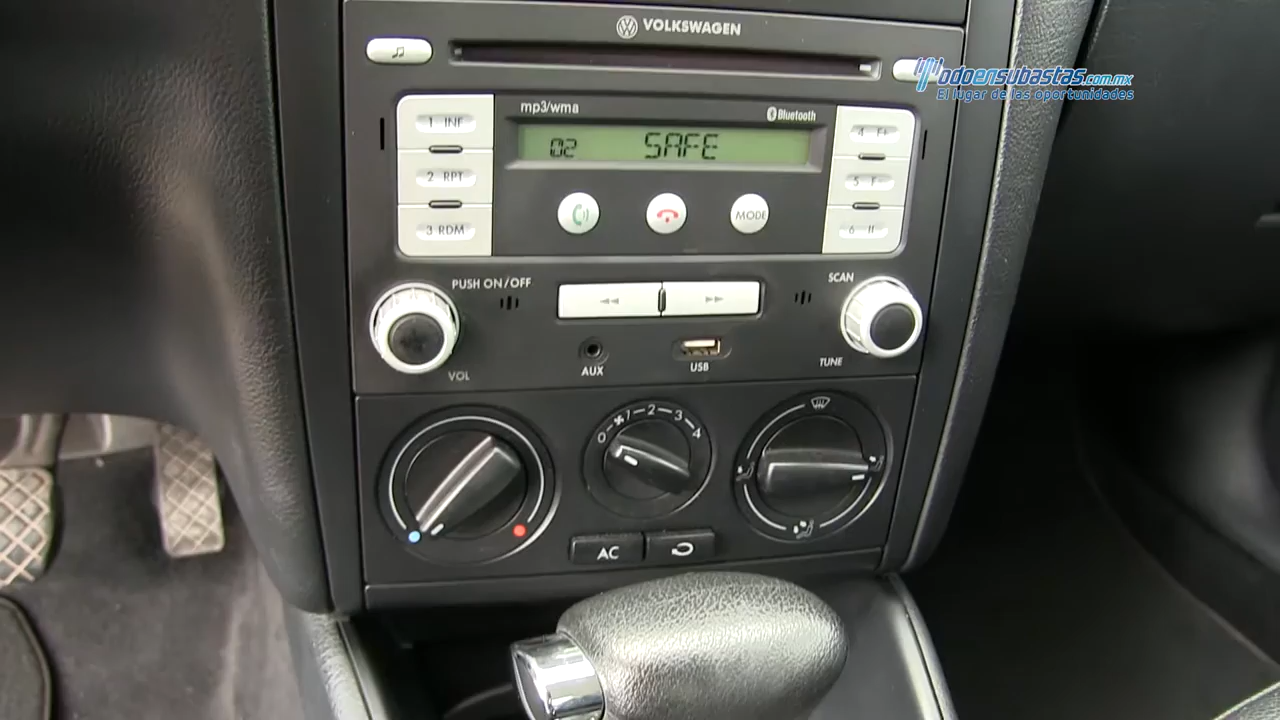 VOLKSWAGEN
Todoensubastas.com.mx
El lugar de las oportunidades
mp3/wma
Bluetooth
1 INF
02 SAFE
4 F+
2 RPT
5 F-
MODE
3 RDM
6 II
PUSH ON/OFF
SCAN
VOL
AUX
USB
TUNE
0 1 2 3 4
AC